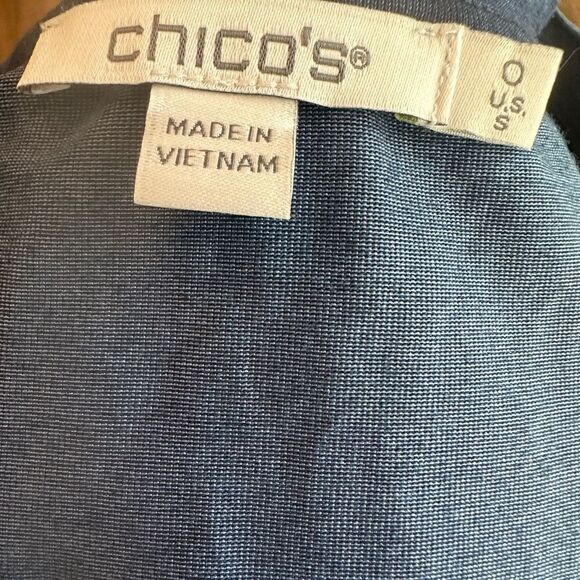 chico's®
MADE IN
VIETNAM
0
U.S.
S